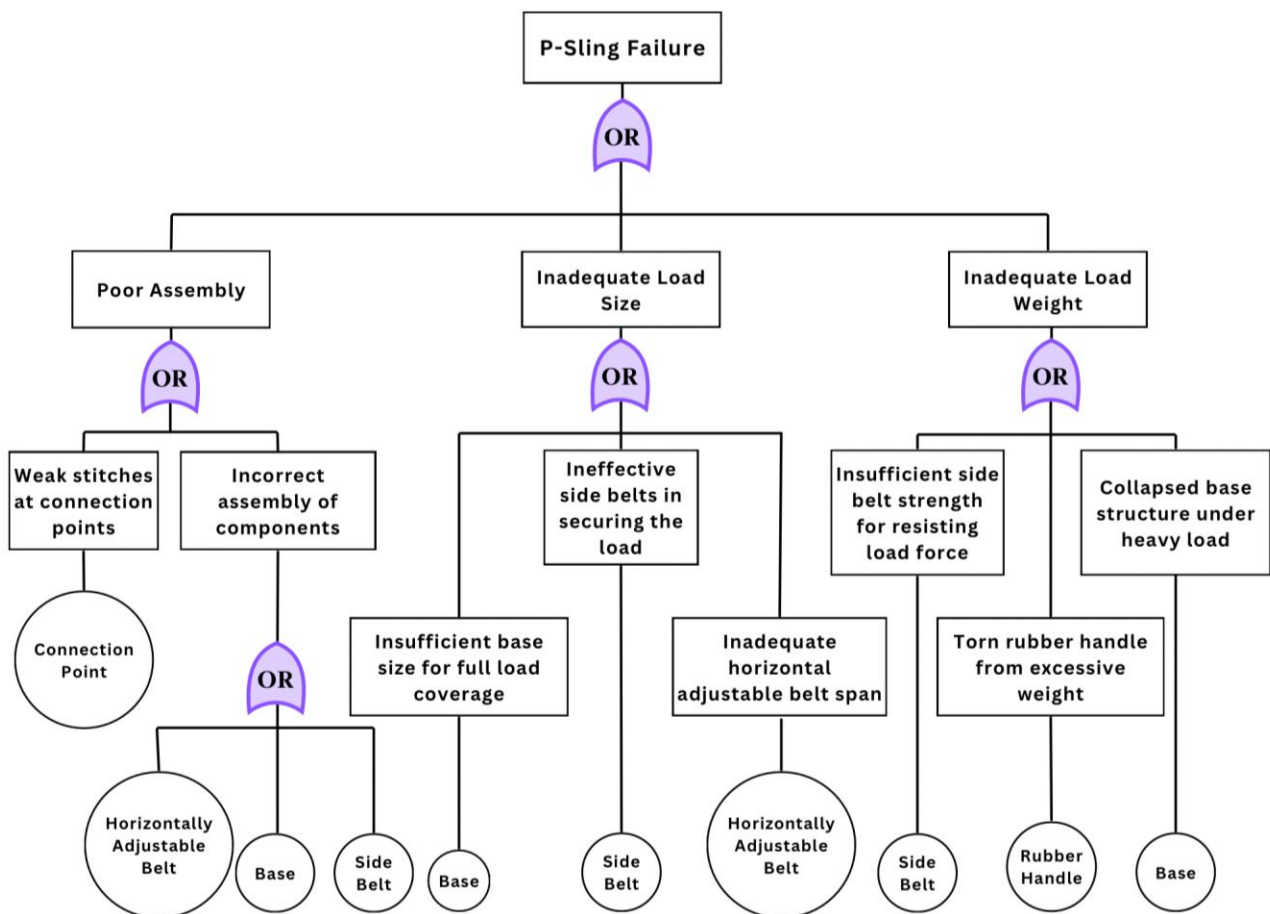 P-Sling Failure
OR
Poor Assembly
Inadequate Load
Size
Inadequate Load
Weight
OR
OR
OR
Weak stitches
at connection
points
Incorrect
assembly of
components
Ineffective
side belts in
securing the
load
Insufficient side
belt strength
for resisting
load force
Collapsed base
structure under
heavy load
Connection
Point
OR
Insufficient base
size for full load
coverage
Inadequate
horizontal
adjustable belt span
Torn rubber handle
from excessive
weight
Horizontally
Adjustable
Belt
Base
Side
Belt
Base
Side
Belt
Horizontally
Adjustable
Belt
Side
Belt
Rubber
Handle
Base